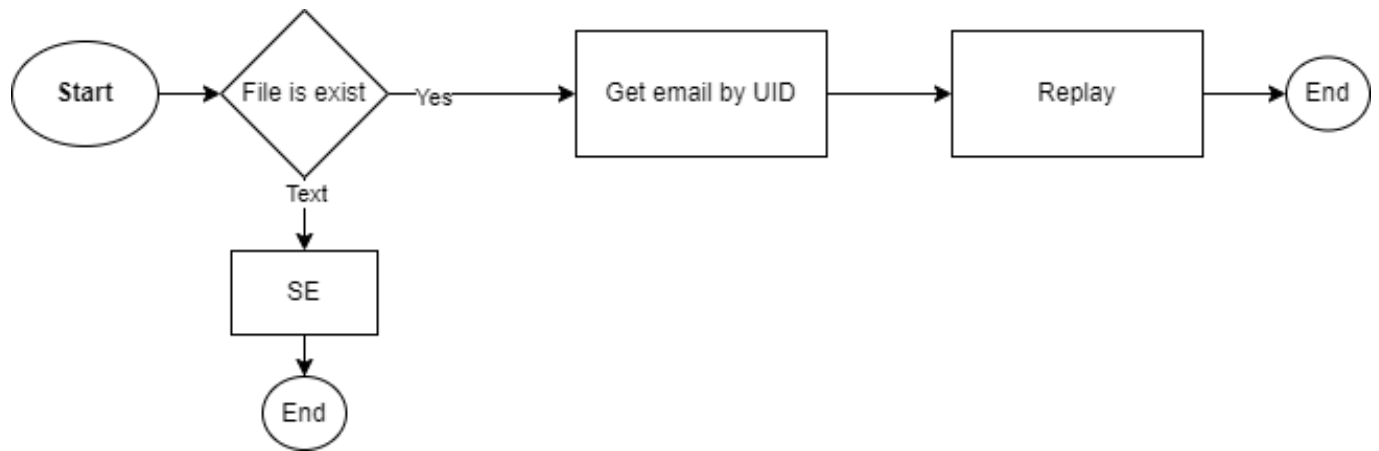 Start
File is exist
Yes
Get email by UID
Replay
End
Text
SE
End